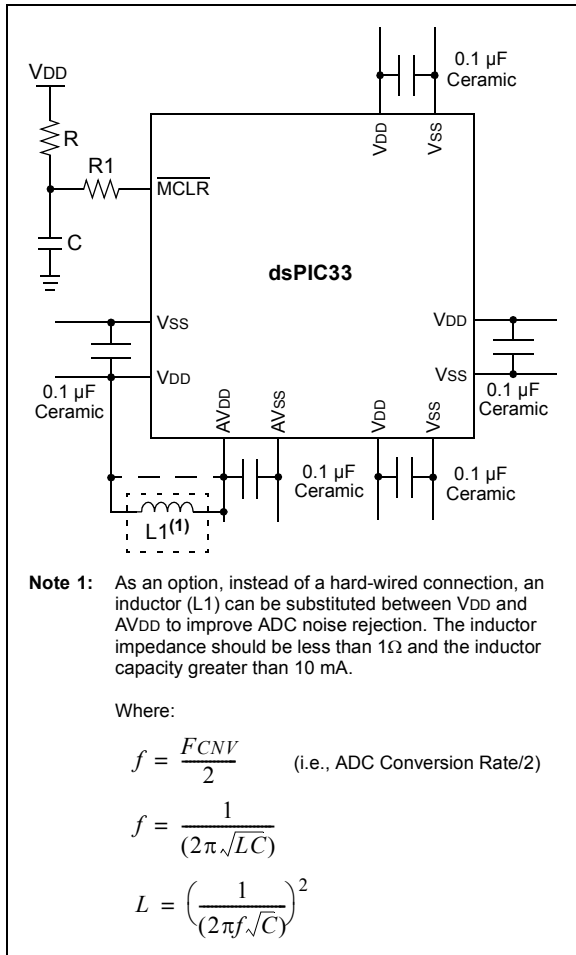 0.1 µF
Ceramic
VDD
R
R1
MCLR
C
VDD
VSS
dsPIC33
VSS
VDD
VDD
VSS
0.1 µF
Ceramic
0.1 µF
Ceramic
AVDD
AVSS
VDD
VSS
0.1 µF
Ceramic
0.1 µF
Ceramic
L1(1)
Note 1: As an option, instead of a hard-wired connection, an
inductor (L1) can be substituted between VDD and
AVDD to improve ADC noise rejection. The inductor
impedance should be less than 1Ω and the inductor
capacity greater than 10 mA.
Where:
f = FCNV / 2 (i.e., ADC Conversion Rate/2)
f = 1 / (2π√LC)
L = (1 / (2πf√C))²